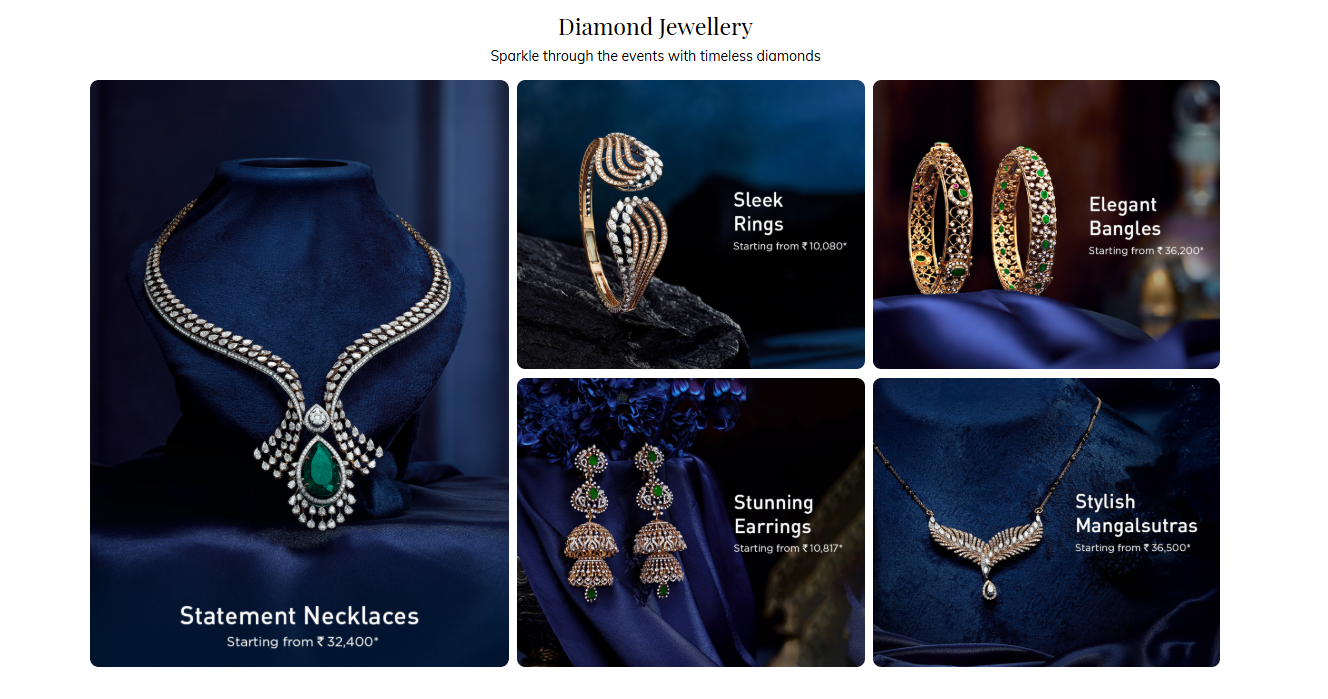 Diamond Jewellery
Sparkle through the events with timeless diamonds
Statement Necklaces
Starting from ₹ 32,400*
Sleek
Rings
Starting from ₹ 10,080*
Elegant
Bangles
Starting from ₹ 36,200*
Stunning
Earrings
Starting from ₹ 10,817*
Stylish
Mangalsutras
Starting from ₹ 36,500*